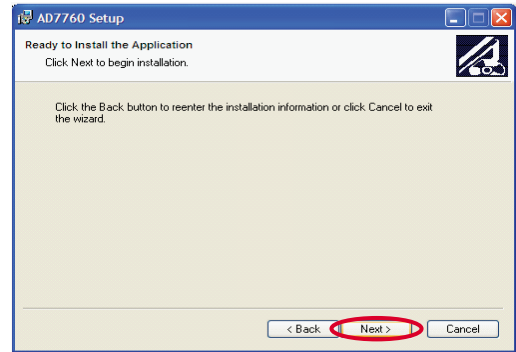 AD7760 Setup
Ready to Install the Application
Click Next to begin installation.
Click the Back button to reenter the installation information or click Cancel to exit
the wizard.
< Back
Next >
Cancel